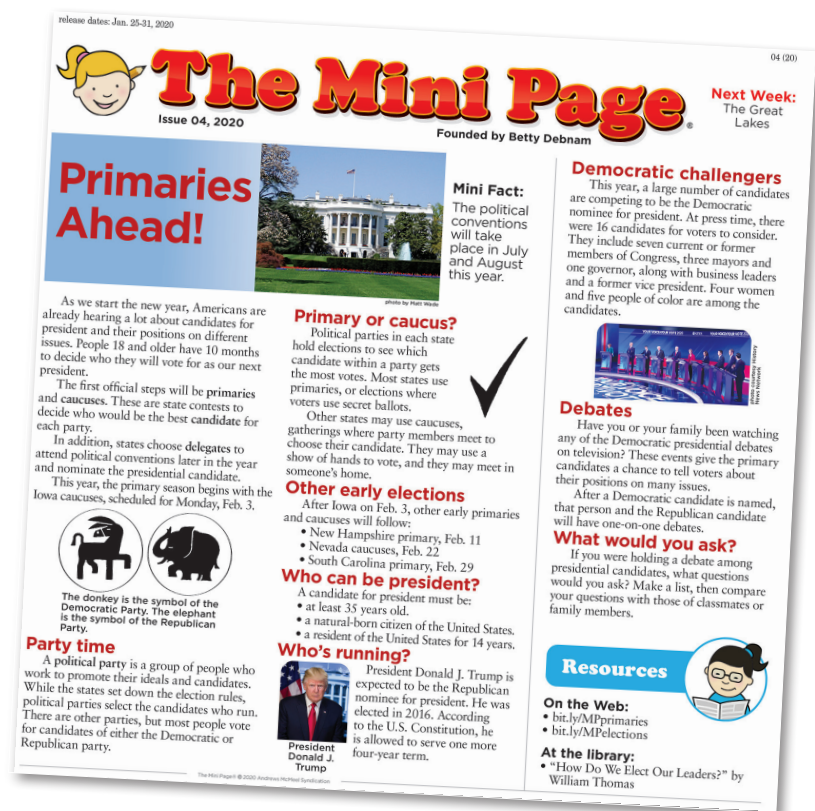 release dates: Jan. 25-31, 2020
04 (20)
The Mini Page®
Issue 04, 2020
Founded by Betty Debnam
Next Week:
The Great
Lakes
Primaries
Ahead!
Mini Fact:
The political
conventions
will take
place in July
and August
this year.
photo by Matt Wade
As we start the new year, Americans are
already hearing a lot about candidates for
president and their positions on different
issues. People 18 and older have 10 months
to decide who they will vote for as our next
president.
The first official steps will be primaries
and caucuses. These are state contests to
decide who would be the best candidate for
each party.
In addition, states choose delegates to
attend political conventions later in the year
and nominate the presidential candidate.
This year, the primary season begins with the
Iowa caucuses, scheduled for Monday, Feb. 3.
The donkey is the symbol of the
Democratic Party. The elephant
is the symbol of the Republican
Party.
Party time
A political party is a group of people who
work to promote their ideals and candidates.
While the states set down the election rules,
political parties select the candidates who run.
There are other parties, but most people vote
for candidates of either the Democratic or
Republican party.
Primary or caucus?
Political parties in each state
hold elections to see which
candidate within a party gets
the most votes. Most states use
primaries, or elections where
voters use secret ballots.
Other states may use caucuses,
gatherings where party members meet to
choose their candidate. They may use a
show of hands to vote, and they may meet in
someone's home.
Other early elections
After Iowa on Feb. 3, other early primaries
and caucuses will follow:
• New Hampshire primary, Feb. 11
• Nevada caucuses, Feb. 22
• South Carolina primary, Feb. 29
Who can be president?
A candidate for president must be:
• at least 35 years old.
• a natural-born citizen of the United States.
• a resident of the United States for 14 years.
Who's running?
President Donald J. Trump is
expected to be the Republican
nominee for president. He was
elected in 2016. According
to the U.S. Constitution, he
is allowed to serve one more
four-year term.
President
Donald J.
Trump
Democratic challengers
This year, a large number of candidates
are competing to be the Democratic
nominee for president. At press time, there
were 16 candidates for voters to consider.
They include seven current or former
members of Congress, three mayors and
one governor, along with business leaders
and a former vice president. Four women
and five people of color are among the
candidates.
photo courtesy History
News Network
Debates
Have you or your family been watching
any of the Democratic presidential debates
on television? These events give the primary
candidates a chance to tell voters about
their positions on many issues.
After a Democratic candidate is named,
that person and the Republican candidate
will have one-on-one debates.
What would you ask?
If you were holding a debate among
presidential candidates, what questions
would you ask? Make a list, then compare
your questions with those of classmates or
family members.
Resources
On the Web:
• bit.ly/MPprimaries
• bit.ly/MPelections
At the library:
• "How Do We Elect Our Leaders?" by
William Thomas
The Mini Page® © 2020 Andrews McMeel Syndication